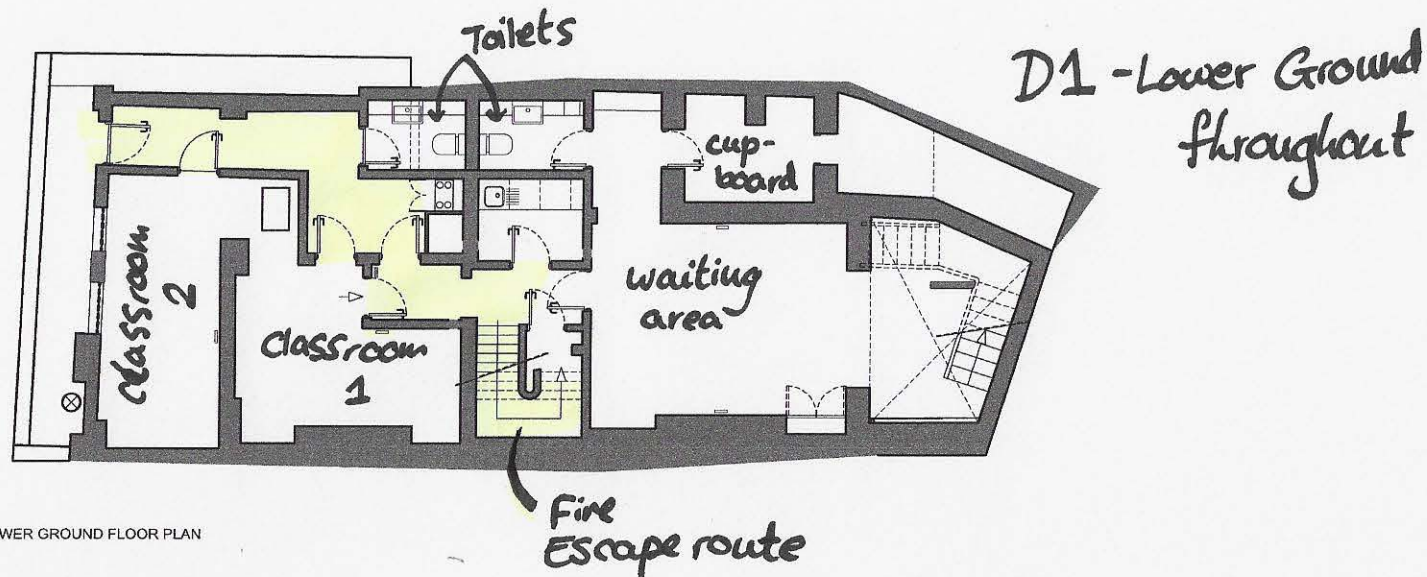 Toilets
D1 - Lower Ground
throughout
cup-
board
classroom
2
classroom
1
waiting
area
Fire
Escape route
WER GROUND FLOOR PLAN